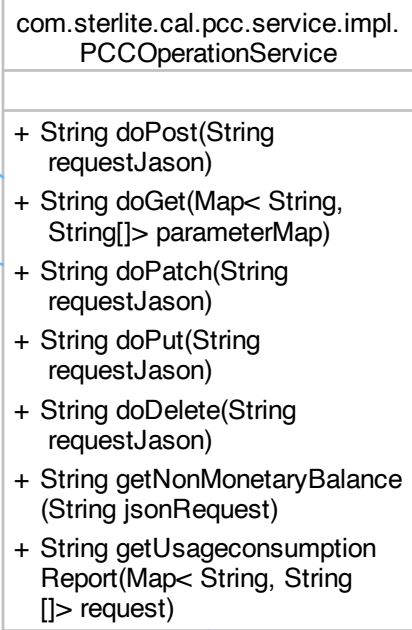 com.sterlite.cal.pcc.service.impl.
PCCOperationService
+ String doPost(String
requestJason)
+ String doGet(Map< String,
String[]> parameterMap)
+ String doPatch(String
requestJason)
+ String doPut(String
requestJason)
+ String doDelete(String
requestJason)
+ String getNonMonetaryBalance
(String jsonRequest)
+ String getUsageconsumption
Report(Map< String, String
[]> request)